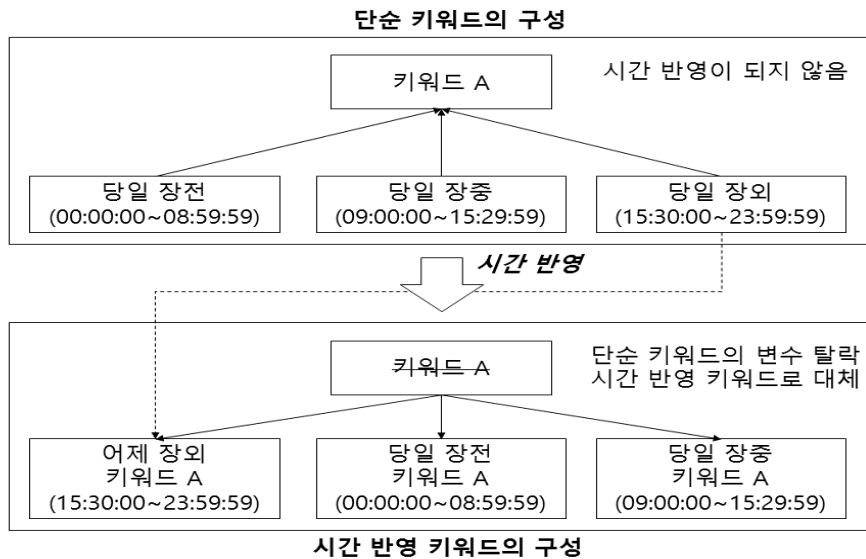 단순 키워드의 구성
키워드 A
시간 반영이 되지 않음
당일 장전
(00:00:00~08:59:59)
당일 장중
(09:00:00~15:29:59)
당일 장외
(15:30:00~23:59:59)
시간 반영
키워드 A
단순 키워드의 변수 탈락
시간 반영 키워드로 대체
어제 장외
키워드 A
(15:30:00~23:59:59)
당일 장전
키워드 A
(00:00:00~08:59:59)
당일 장중
키워드 A
(09:00:00~15:29:59)
시간 반영 키워드의 구성